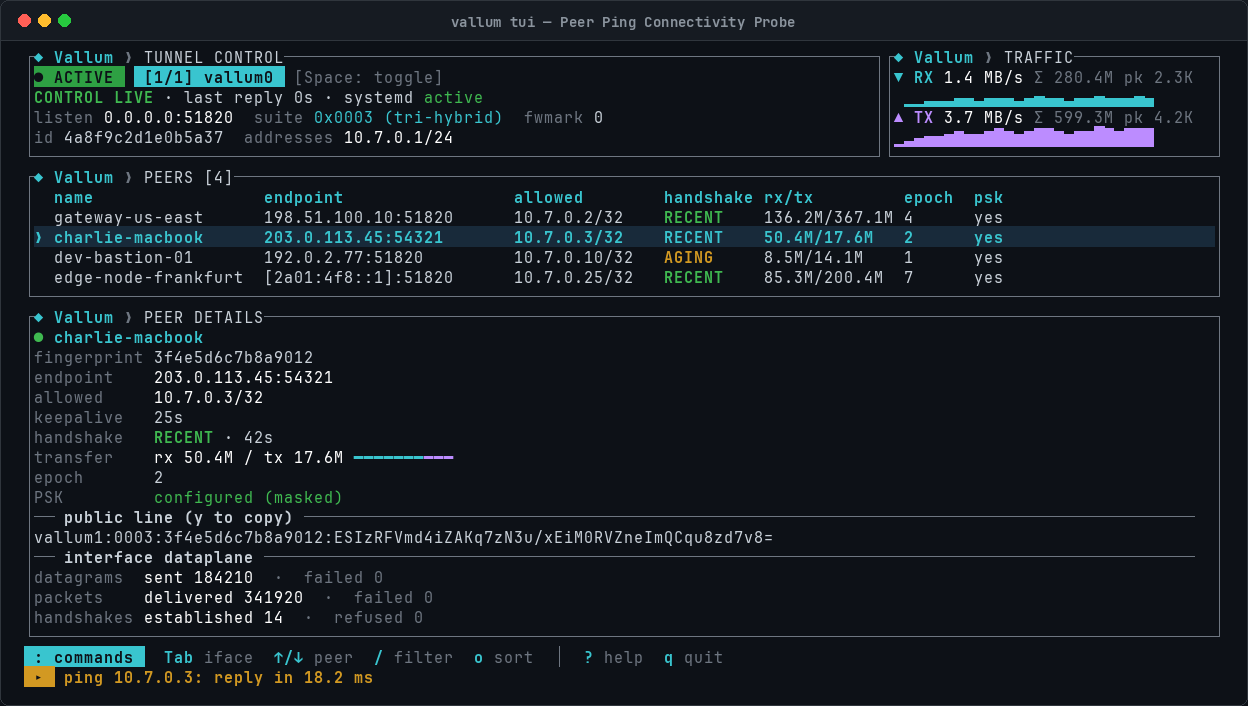 vallum tui — Peer Ping Connectivity Probe
◆ Vallum ⟫ TUNNEL CONTROL
● ACTIVE [1/1] vallum0 [Space: toggle]
CONTROL LIVE · last reply 0s · systemd active
listen 0.0.0.0:51820 suite 0x0003 (tri-hybrid) fwmark 0
id 4a8f9c2d1e0b5a37 addresses 10.7.0.1/24
◆ Vallum ⟫ TRAFFIC
▼ RX 1.4 MB/s Σ 280.4M pk 2.3K
▲ TX 3.7 MB/s Σ 599.3M pk 4.2K
◆ Vallum ⟫ PEERS [4]
name endpoint allowed handshake rx/tx epoch psk
gateway-us-east 198.51.100.10:51820 10.7.0.2/32 RECENT 136.2M/367.1M 4 yes
⟫ charlie-macbook 203.0.113.45:54321 10.7.0.3/32 RECENT 50.4M/17.6M 2 yes
dev-bastion-01 192.0.2.77:51820 10.7.0.10/32 AGING 8.5M/14.1M 1 yes
edge-node-frankfurt [2a01:4f8::1]:51820 10.7.0.25/32 RECENT 85.3M/200.4M 7 yes
◆ Vallum ⟫ PEER DETAILS
● charlie-macbook
fingerprint 3f4e5d6c7b8a9012
endpoint 203.0.113.45:54321
allowed 10.7.0.3/32
keepalive 25s
handshake RECENT · 42s
transfer rx 50.4M / tx 17.6M
epoch 2
PSK configured (masked)
public line (y to copy)
vallum1:0003:3f4e5d6c7b8a9012:ESIzRFVmd4iZAKq7zN3u/xEiM0RVZneImQCqu8zd7v8=
interface dataplane
datagrams sent 184210 · failed 0
packets delivered 341920 · failed 0
handshakes established 14 · refused 0
: commands Tab iface ↑/↓ peer / filter o sort │ ? help q quit
▸ ping 10.7.0.3: reply in 18.2 ms